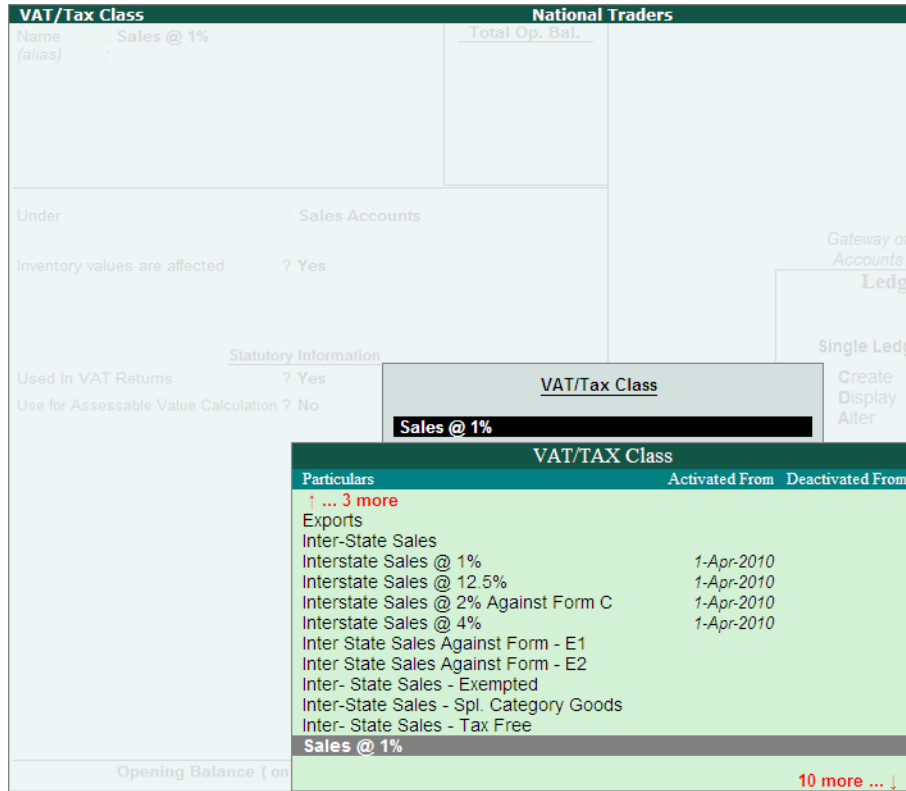 VAT/Tax Class National Traders
Name : Sales @ 1% Total Op. Bal.
(alias) :
Under : Sales Accounts
Gateway of
Inventory values are affected ? Yes Accounts
Ledg
Single Ledg
Statutory Information
Used In VAT Returns ? Yes Create
Use for Assessable Value Calculation ? No Display
Alter
VAT/Tax Class
Sales @ 1%
VAT/TAX Class
Particulars Activated From Deactivated From
↑ ... 3 more
Exports
Inter-State Sales
Interstate Sales @ 1% 1-Apr-2010
Interstate Sales @ 12.5% 1-Apr-2010
Interstate Sales @ 2% Against Form C 1-Apr-2010
Interstate Sales @ 4% 1-Apr-2010
Inter State Sales Against Form - E1
Inter State Sales Against Form - E2
Inter- State Sales - Exempted
Inter-State Sales - Spl. Category Goods
Inter- State Sales - Tax Free
Sales @ 1%
Opening Balance ( on
10 more ... ↓